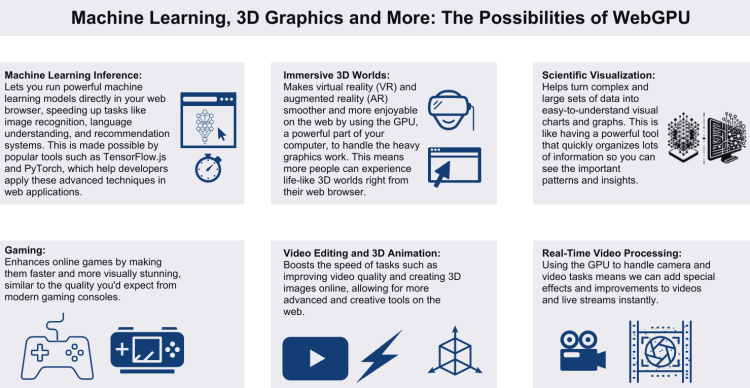 Machine Learning, 3D Graphics and More: The Possibilities of WebGPU
Machine Learning Inference:
Lets you run powerful machine
learning models directly in your web
browser, speeding up tasks like
image recognition, language
understanding, and recommendation
systems. This is made possible by
popular tools such as TensorFlow.js
and PyTorch, which help developers
apply these advanced techniques in
web applications.
Immersive 3D Worlds:
Makes virtual reality (VR) and
augmented reality (AR)
smoother and more enjoyable
on the web by using the GPU,
a powerful part of your
computer, to handle the heavy
graphics work. This means
more people can experience
life-like 3D worlds right from
their web browser.
Scientific Visualization:
Helps turn complex and
large sets of data into
easy-to-understand visual
charts and graphs. This is
like having a powerful tool
that quickly organizes lots
of information so you can
see the important
patterns and insights.
Gaming:
Enhances online games by making
them faster and more visually stunning,
similar to the quality you'd expect from
modern gaming consoles.
Video Editing and 3D Animation:
Boosts the speed of tasks such as
improving video quality and creating 3D
images online, allowing for more
advanced and creative tools on the
web.
Real-Time Video Processing:
Using the GPU to handle camera and
video tasks means we can add special
effects and improvements to videos
and live streams instantly.